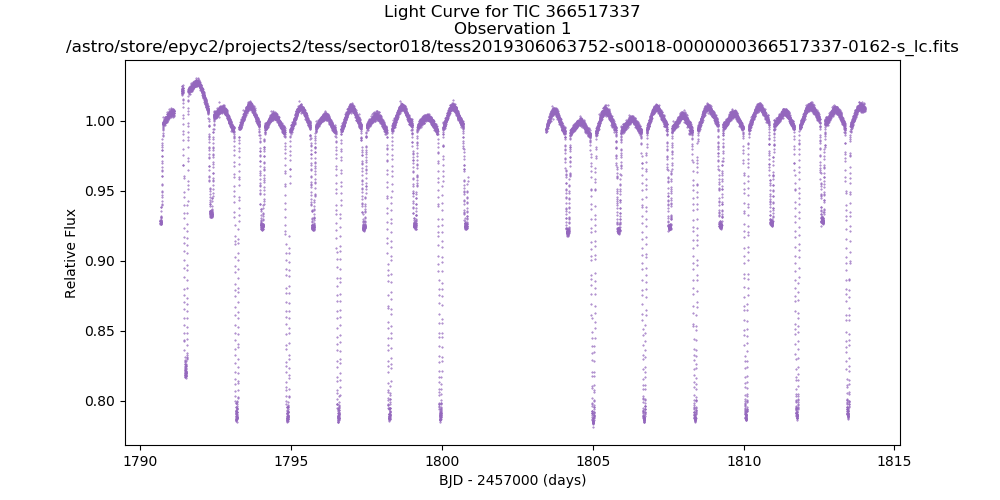 Light Curve for TIC 366517337
Observation 1
/astro/store/epyc2/projects2/tess/sector018/tess2019306063752-s0018-0000000366517337-0162-s_lc.fits
1.00
0.95
0.90
0.85
0.80
Relative Flux
1790 1795 1800 1805 1810 1815
BJD - 2457000 (days)